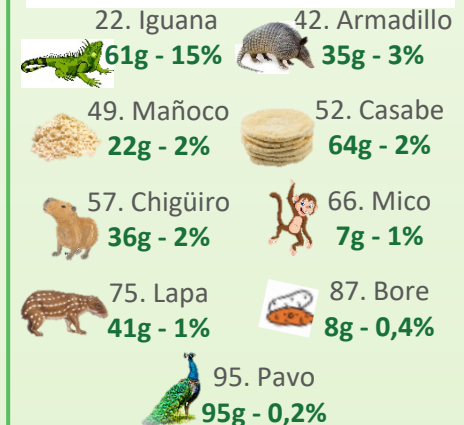 22. Iguana
61g - 15%
42. Armadillo
35g - 3%
49. Mañoco
22g - 2%
52. Casabe
64g - 2%
57. Chigüiro
36g - 2%
66. Mico
7g - 1%
75. Lapa
41g - 1%
87. Bore
8g - 0,4%
95. Pavo
95g - 0,2%